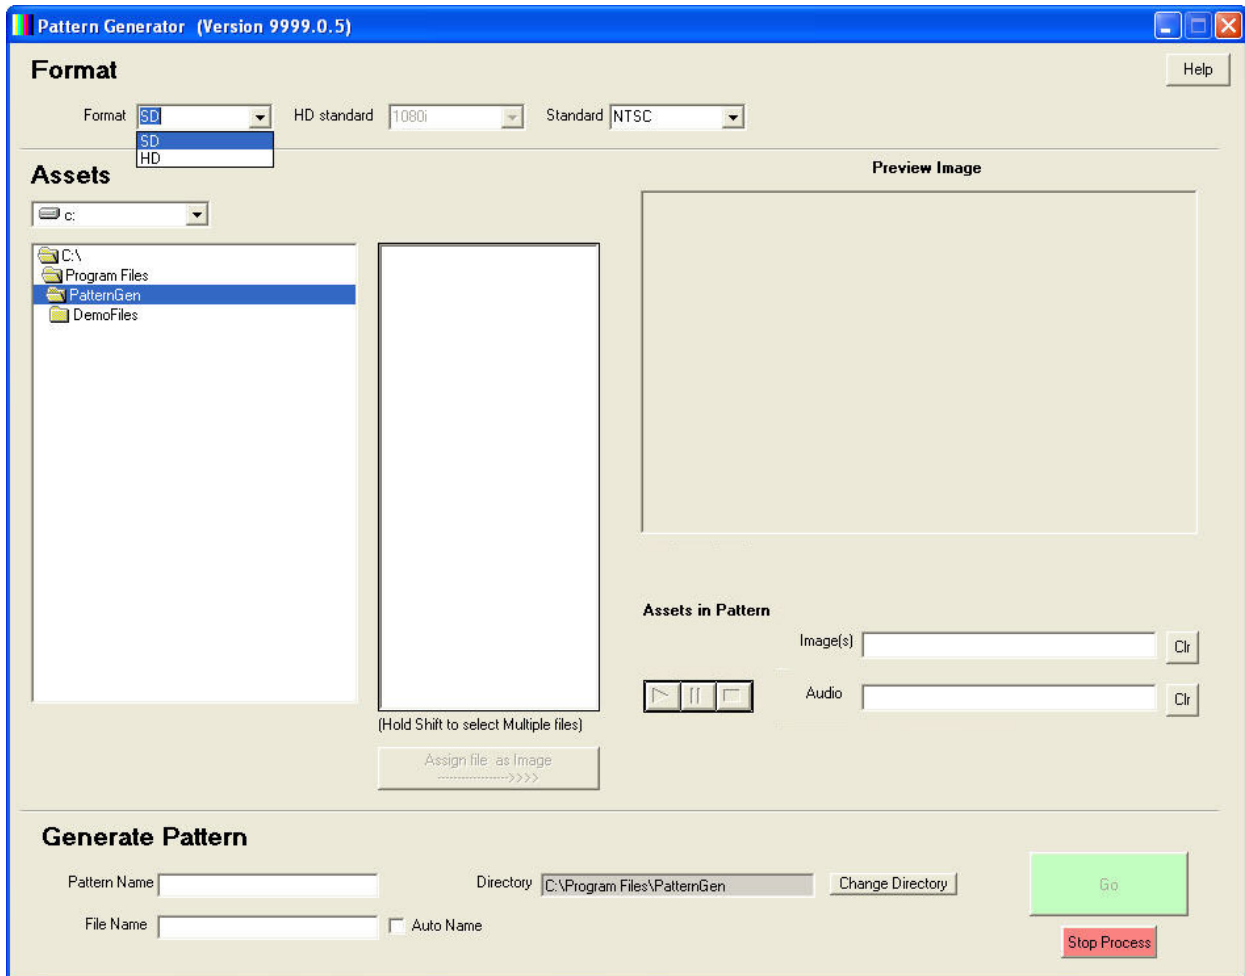 Pattern Generator (Version 9999.0.5)
Format
Help
Format SD HD standard 1080i Standard NTSC
SD
HD
Assets
Preview Image
c:
C:\
Program Files
PatternGen
DemoFiles
Assets in Pattern
Image(s) Clr
Audio Clr
(Hold Shift to select Multiple files)
Assign file as Image
----------------->>>>
Generate Pattern
Pattern Name Directory C:\Program Files\PatternGen Change Directory Go
File Name Auto Name
Stop Process